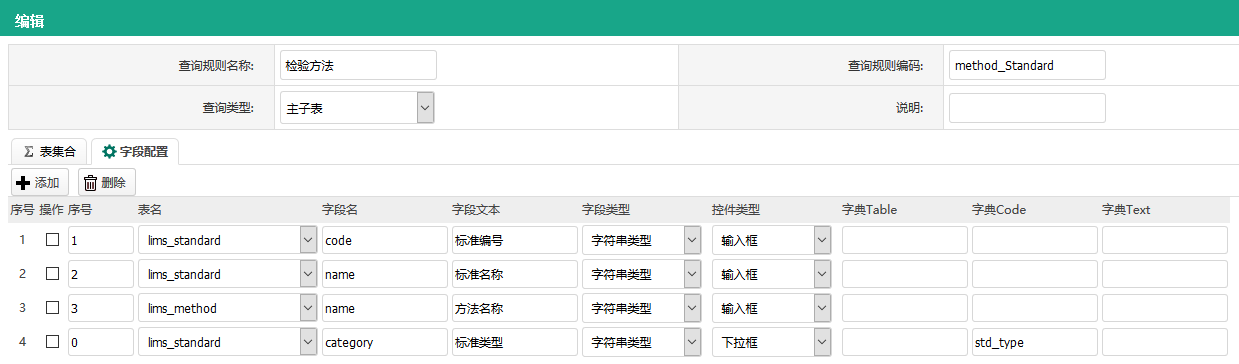 编辑
查询规则名称: 检验方法 查询规则编码: method_Standard
查询类型: 主子表 说明:
Σ 表集合 字段配置
添加 删除
序号 操作 序号 表名 字段名 字段文本 字段类型 控件类型 字典Table 字典Code 字典Text
1 1 lims_standard code 标准编号 字符串类型 输入框
2 2 lims_standard name 标准名称 字符串类型 输入框
3 3 lims_method name 方法名称 字符串类型 输入框
4 0 lims_standard category 标准类型 字符串类型 下拉框 std_type